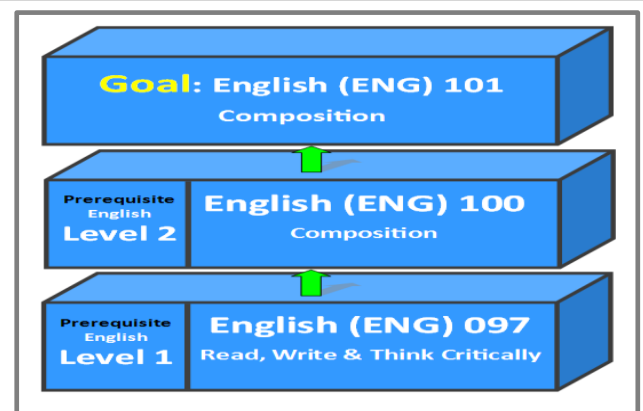 Goal: English (ENG) 101
Composition
Prerequisite
English
Level 2
English (ENG) 100
Composition
Prerequisite
English
Level 1
English (ENG) 097
Read, Write & Think Critically